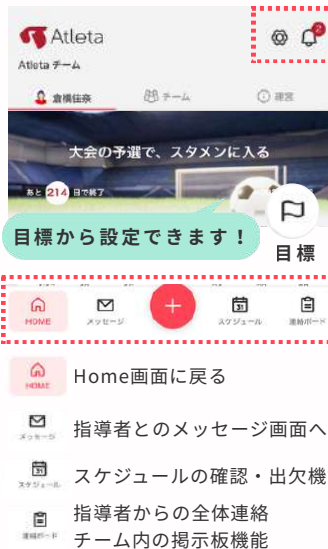 Atleta
2
Atleta チーム
倉橋佳奈
チーム
運営
大会の予選で、スタメンに入る
あと 214 日で終了
目標から設定できます！
目標
HOME
メッセージ
+
31
スケジュール
連絡ボード
HOME
Home画面に戻る
メッセージ
指導者とのメッセージ画面へ
31
スケジュール
スケジュールの確認・出欠機
連絡ボード
指導者からの全体連絡
チーム内の掲示板機能